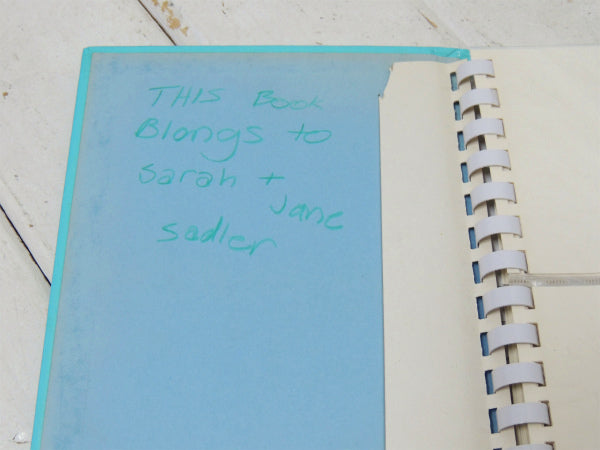 THIS Book
Blongs to
Sarah +
Jane
Sadler